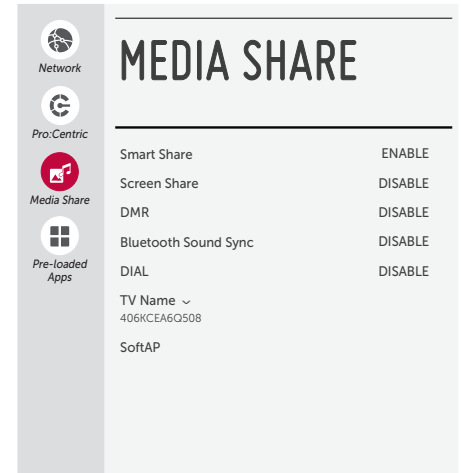 Network
Pro:Centric
Media Share
Pre-loaded
Apps
MEDIA SHARE
Smart Share ENABLE
Screen Share DISABLE
DMR DISABLE
Bluetooth Sound Sync DISABLE
DIAL DISABLE
TV Name
406KCEA6Q508
SoftAP